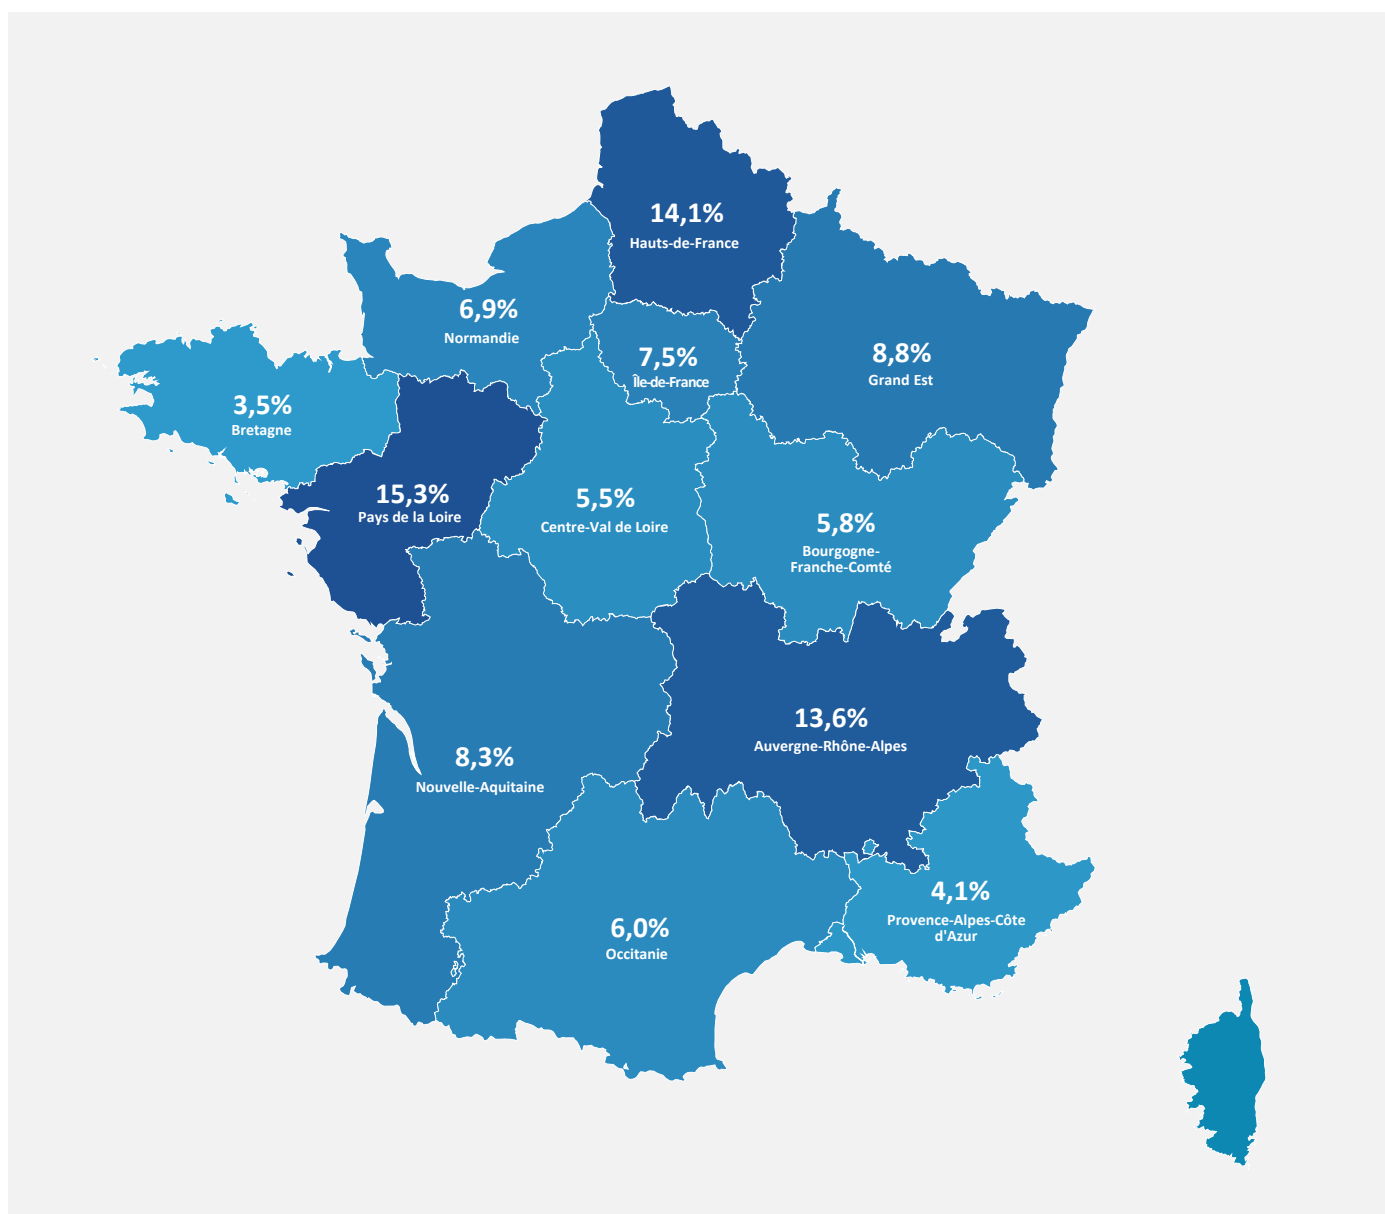 14,1%
Hauts-de-France
6,9%
Normandie
7,5%
Île-de-France
8,8%
Grand Est
3,5%
Bretagne
15,3%
Pays de la Loire
5,5%
Centre-Val de Loire
5,8%
Bourgogne-
Franche-Comté
13,6%
Auvergne-Rhône-Alpes
8,3%
Nouvelle-Aquitaine
4,1%
Provence-Alpes-Côte
d'Azur
6,0%
Occitanie